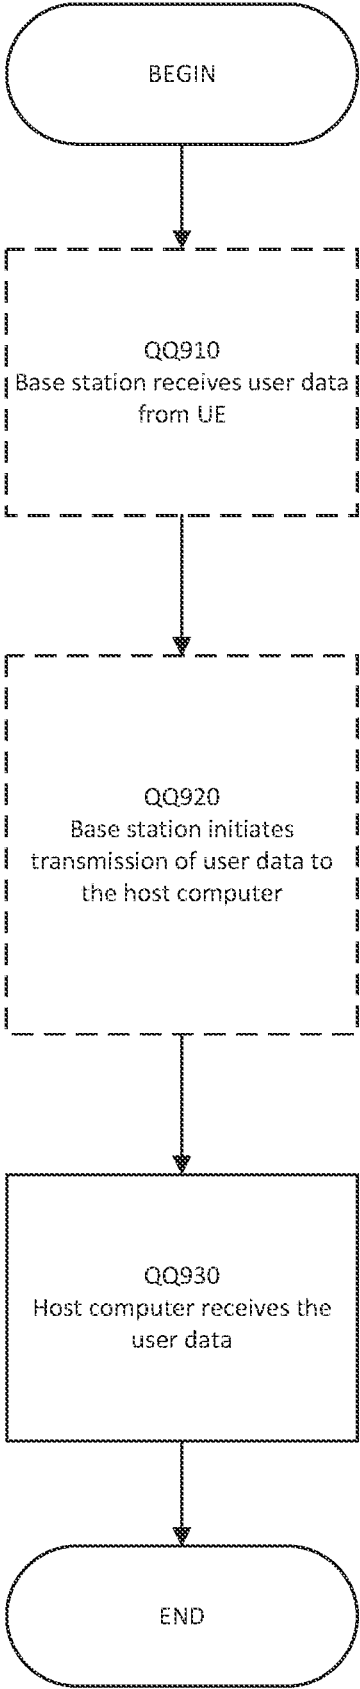 BEGIN
QQ910
Base station receives user data
from UE
QQ920
Base station initiates
transmission of user data to
the host computer
QQ930
Host computer receives the
user data
END